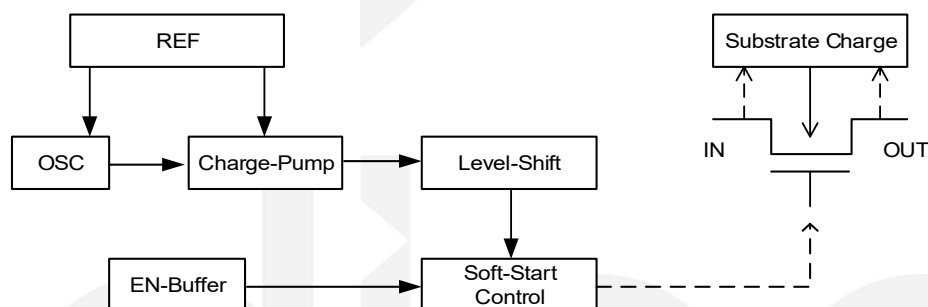 REF
Substrate Charge
OSC
Charge-Pump
Level-Shift
IN
OUT
EN-Buffer
Soft-Start
Control